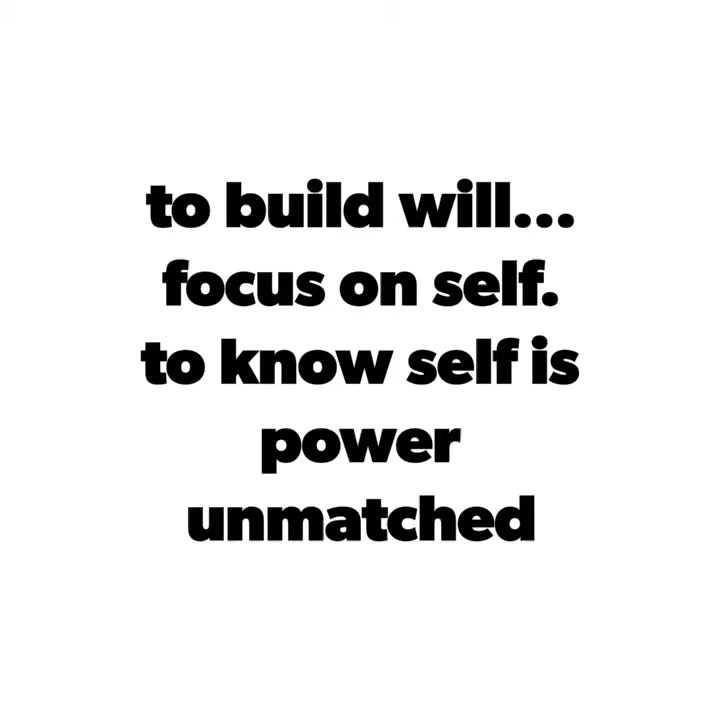 to build will...
focus on self.
to know self is
power
unmatched